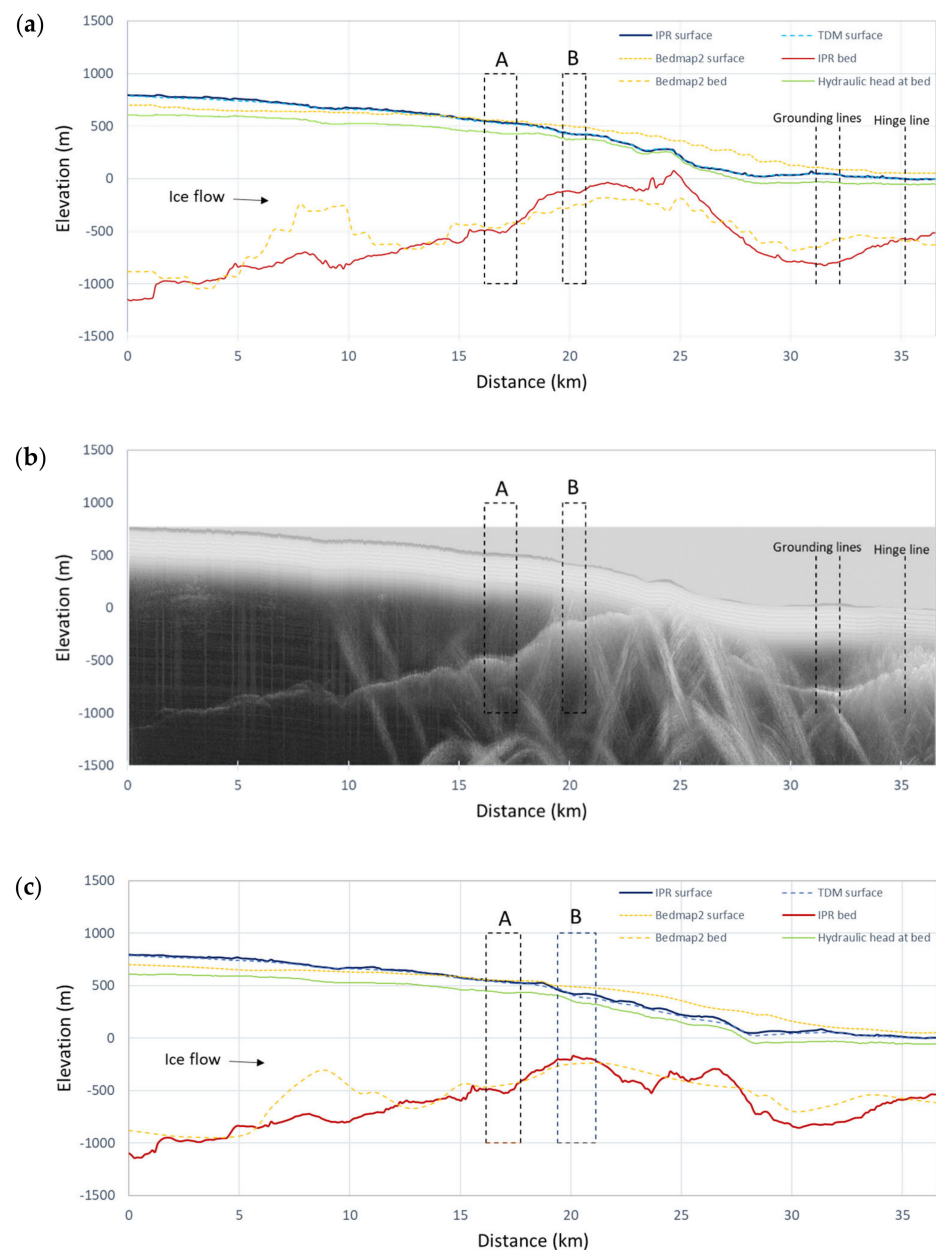 (a)
1500
1000
500
0
-500
-1000
-1500
Elevation (m)
IPR surface
TDM surface
Bedmap2 surface
IPR bed
Bedmap2 bed
Hydraulic head at bed
A
B
Grounding lines
Hinge line
Ice flow
0 5 10 15 20 25 30 35
Distance (km)
(b)
1500
1000
500
0
-500
-1000
-1500
Elevation (m)
A
B
Grounding lines
Hinge line
0 5 10 15 20 25 30 35
Distance (km)
(c)
1500
1000
500
0
-500
-1000
-1500
Elevation (m)
IPR surface
TDM surface
Bedmap2 surface
IPR bed
Bedmap2 bed
Hydraulic head at bed
A
B
Ice flow
0 5 10 15 20 25 30 35
Distance (km)